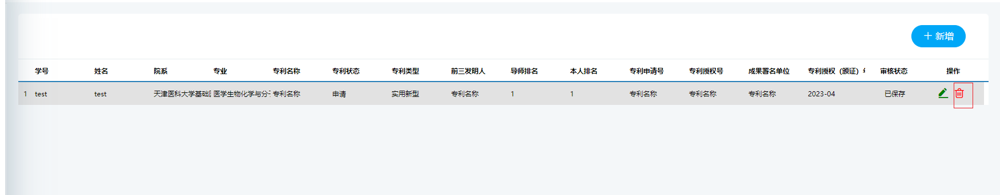 + 新增
学号 姓名 院系 专业 专利名称 专利状态 专利类型 前三发明人 导师排名 本人排名 专利申请号 专利授权号 成果署名单位 专利授权（颁证） 审核状态 操作
1 test test 天津医科大学基础 医学生物化学与分 专利名称 申请 实用新型 专利名称 1 1 专利名称 专利名称 专利名称 2023-04 已保存